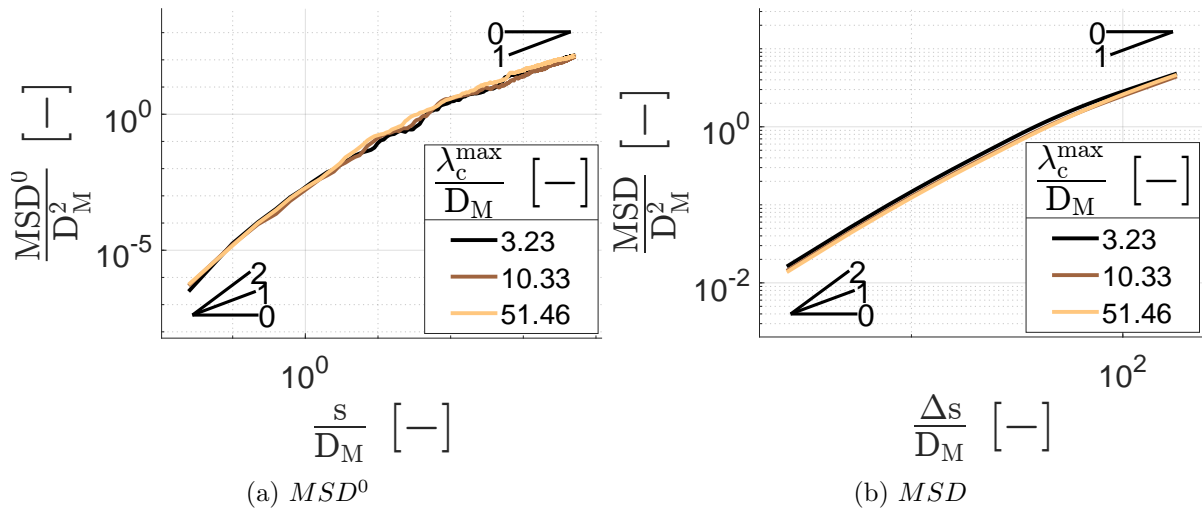 MSD^0 / D_M^2 [—]
10^0
10^-5
0
1
2
1
0
λ_c^max / D_M [—]
3.23
10.33
51.46
10^0
s / D_M [—]
(a) MSD^0
MSD / D_M^2 [—]
10^0
10^-2
0
1
2
1
0
λ_c^max / D_M [—]
3.23
10.33
51.46
10^2
Δs / D_M [—]
(b) MSD